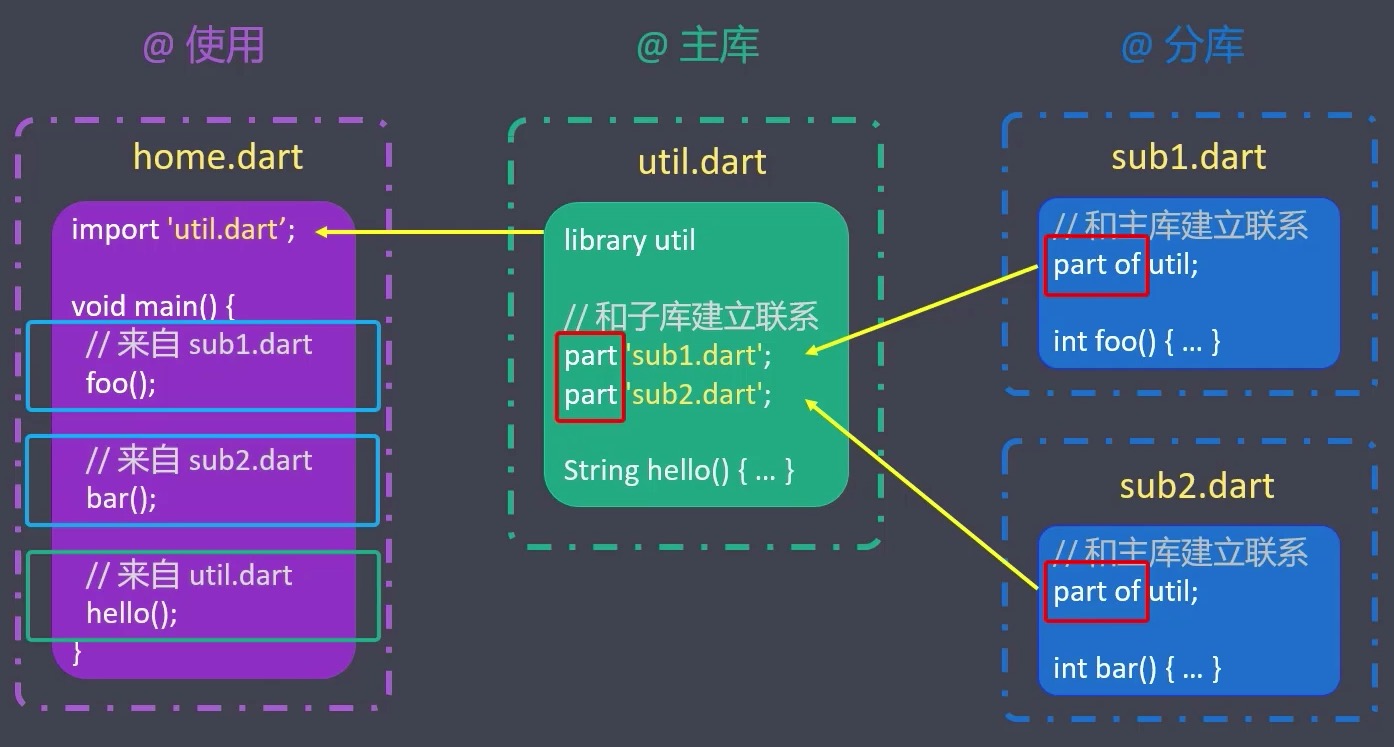 @ 使用
home.dart
import 'util.dart’;
void main() {
// 来自 sub1.dart
foo();
// 来自 sub2.dart
bar();
// 来自 util.dart
hello();
}
@ 主库
util.dart
library util
// 和子库建立联系
part 'sub1.dart';
part 'sub2.dart';
String hello() { ... }
@ 分库
sub1.dart
// 和主库建立联系
part of util;
int foo() { ... }
sub2.dart
// 和主库建立联系
part of util;
int bar() { ... }